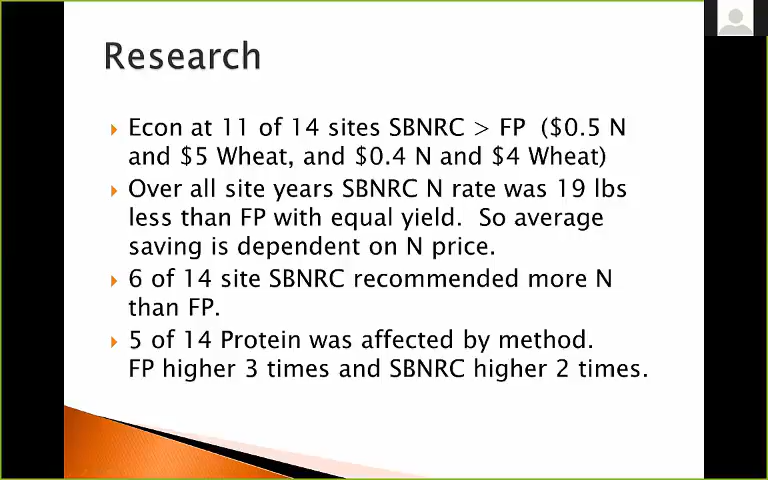 Research
Econ at 11 of 14 sites SBNRC > FP ($0.5 N
and $5 Wheat, and $0.4 N and $4 Wheat)
Over all site years SBNRC N rate was 19 lbs
less than FP with equal yield. So average
saving is dependent on N price.
6 of 14 site SBNRC recommended more N
than FP.
5 of 14 Protein was affected by method.
FP higher 3 times and SBNRC higher 2 times.